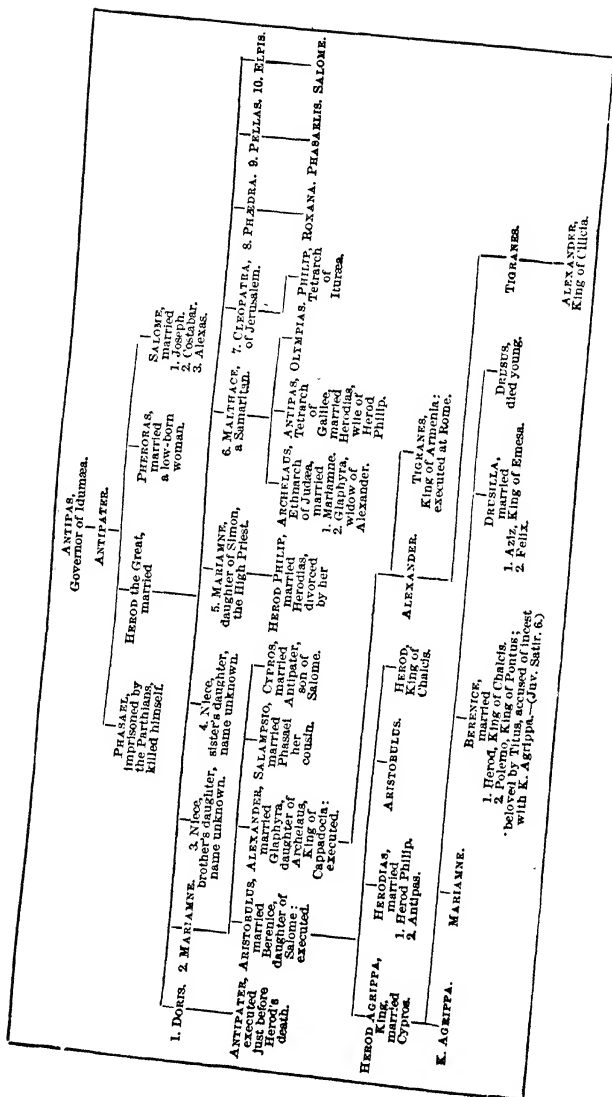 ANTIPAS,
Governor of Idumæa.
ANTIPATER.
PHASAEL,
Imprisoned by
the Parthians,
killed himself.
HEROD the Great,
married
PHERORAS,
married
a low-born
woman.
SALOME,
married
1. Joseph.
2. Costabar.
3. Alexas.
1. DORIS.
2. MARIAMNE.
3. Niece,
brother's daughter,
name unknown.
4. Niece,
sister's daughter,
name unknown.
5. MARIAMNE,
daughter of Simon,
the High Priest.
6. MALTHACE,
a Samaritan.
7. CLEOPATRA,
of Jerusalem.
8. PHÆDRA.
9. PELLAS.
10. ELPIS.
ANTIPATER,
executed
just before
Herod's
death.
ARISTOBULUS,
married
Berenice,
daughter of
Salome:
executed.
ALEXANDER,
married
Glaphyra,
daughter of
Archelaus,
King of
Cappadocia:
executed.
SALAMPSIO,
married
Phasael
her
cousin.
CYPROS,
married
Antipater,
son of
Salome.
HEROD PHILIP,
married
Herodias,
divorced
by her
ARCHELAUS,
Ethnarch
of Judæa,
married
1. Mariamne.
2. Glaphyra,
widow of
Alexander.
ANTIPAS,
Tetrarch
of
Galilee,
married
Herodias,
wife of
Herod
Philip.
OLYMPIAS.
PHILIP,
Tetrarch
of
Ituræa.
ROXANA.
PHASAELIS.
SALOME.
HEROD AGRIPPA,
King,
married
Cypros.
HERODIAS,
married
1. Herod Philip.
2. Antipas.
ARISTOBULUS.
HEROD,
King of
Chalcis.
ALEXANDER.
TIGRANES,
King of Armenia:
executed at Rome.
K. AGRIPPA.
MARIAMNE.
BERENICE,
married
1. Herod, King of Chalcis.
2. Polemo, King of Pontus;
beloved by Titus, accused of incest
with K. Agrippa.—(Juv. Satir. 6.)
DRUSILLA,
married
1. Aziz, King of Emesa.
2. Felix.
DRUSUS,
died young.
TIGRANES.
ALEXANDER,
King of Cilicia.